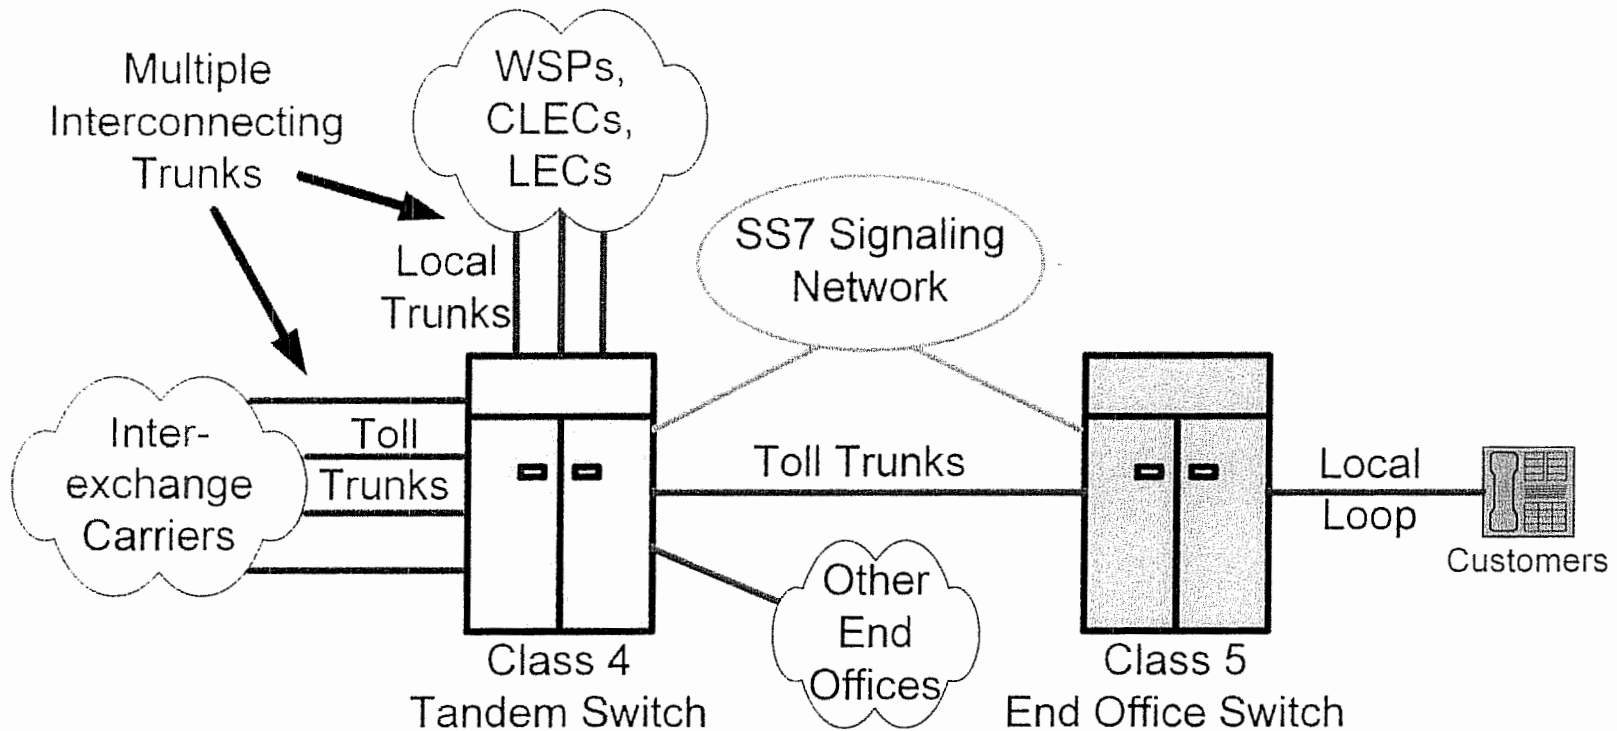 Multiple
Interconnecting
Trunks
WSPs,
CLECs,
LECs
Local
Trunks
SS7 Signaling
Network
Inter-
exchange
Carriers
Toll
Trunks
Toll Trunks
Local
Loop
Customers
Other
End
Offices
Class 4
Tandem Switch
Class 5
End Office Switch